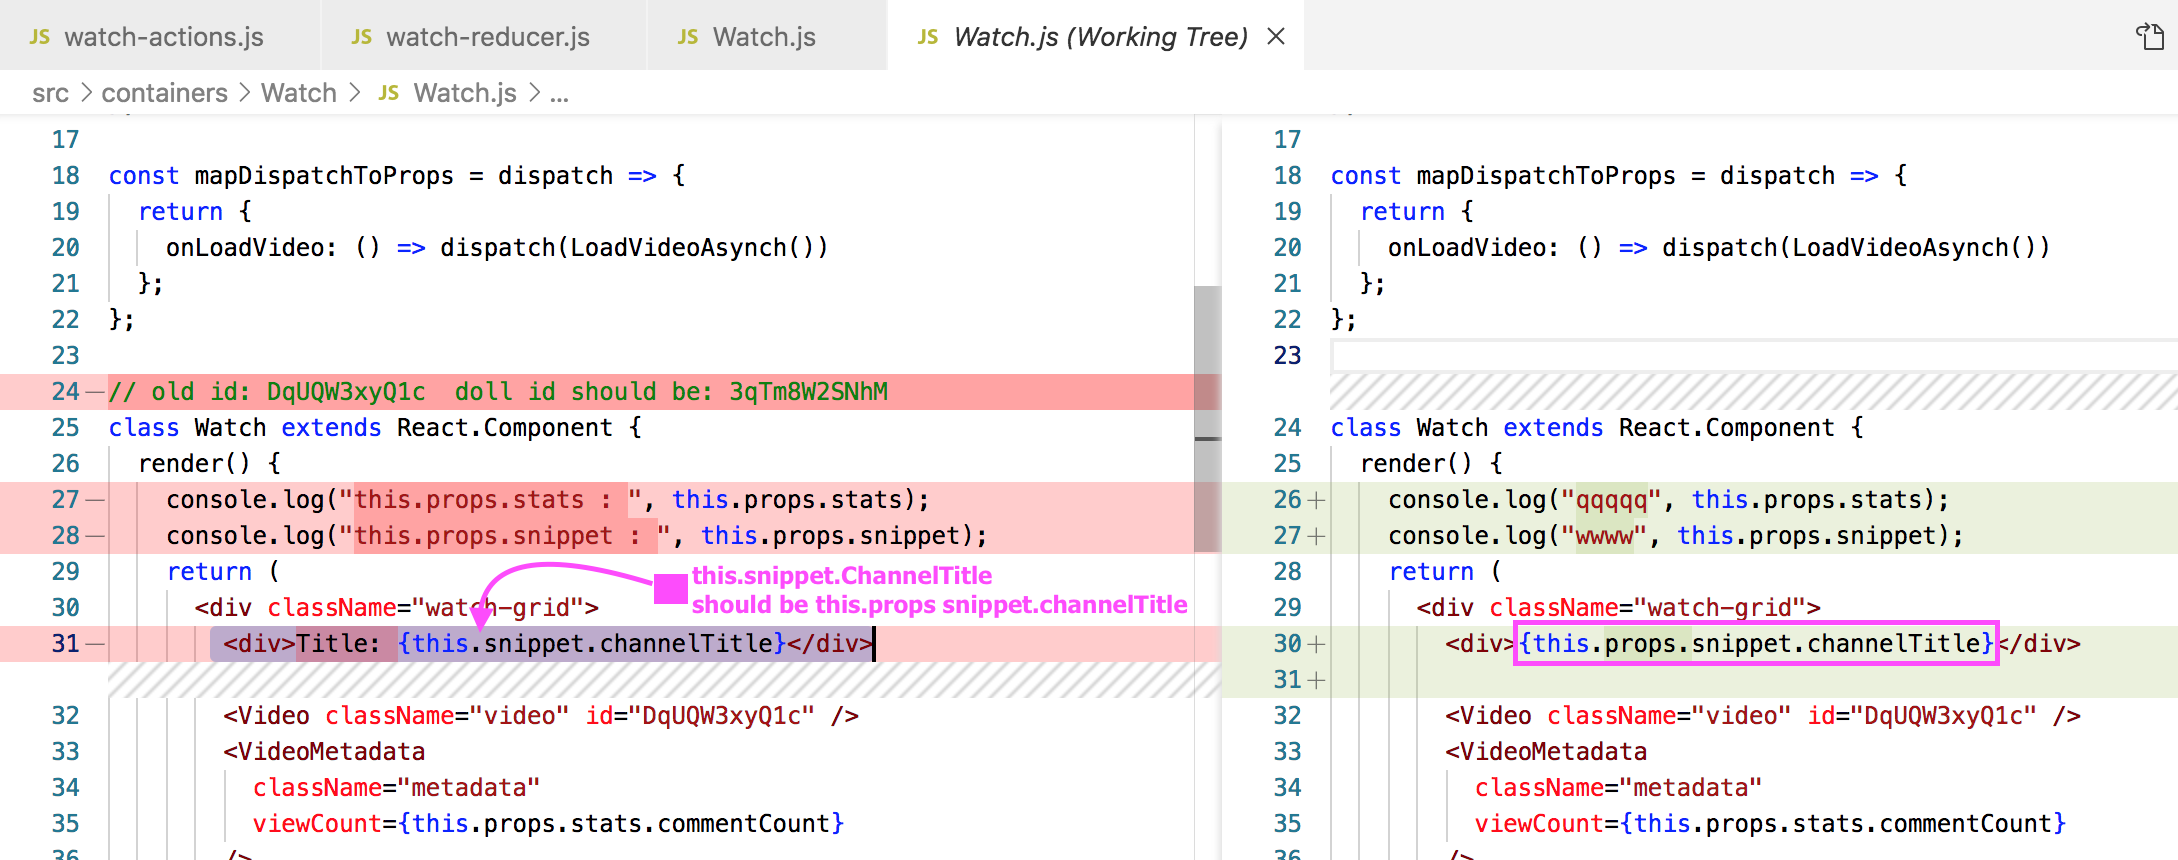 JS watch-actions.js JS watch-reducer.js JS Watch.js JS Watch.js (Working Tree) ×
src > containers > Watch > JS Watch.js > ...
17
18 const mapDispatchToProps = dispatch => {
19 return {
20 onLoadVideo: () => dispatch(LoadVideoAsynch())
21 };
22 };
23
24 — // old id: DqUQW3xyQ1c  doll id should be: 3qTm8W2SNhM
25 class Watch extends React.Component {
26 render() {
27 — console.log("this.props.stats : ", this.props.stats);
28 — console.log("this.props.snippet : ", this.props.snippet);
29 return (
30 <div className="watch-grid">
31 — <div>Title: {this.snippet.channelTitle}</div>
32 <Video className="video" id="DqUQW3xyQ1c" />
33 <VideoMetadata
34 className="metadata"
35 viewCount={this.props.stats.commentCount}
36 />
this.snippet.ChannelTitle
should be this.props snippet.channelTitle
17
18 const mapDispatchToProps = dispatch => {
19 return {
20 onLoadVideo: () => dispatch(LoadVideoAsynch())
21 };
22 };
23
24 class Watch extends React.Component {
25 render() {
26 + console.log("qqqqq", this.props.stats);
27 + console.log("wwww", this.props.snippet);
28 return (
29 <div className="watch-grid">
30 + <div>{this.props.snippet.channelTitle}</div>
31 +
32 <Video className="video" id="DqUQW3xyQ1c" />
33 <VideoMetadata
34 className="metadata"
35 viewCount={this.props.stats.commentCount}
36 />